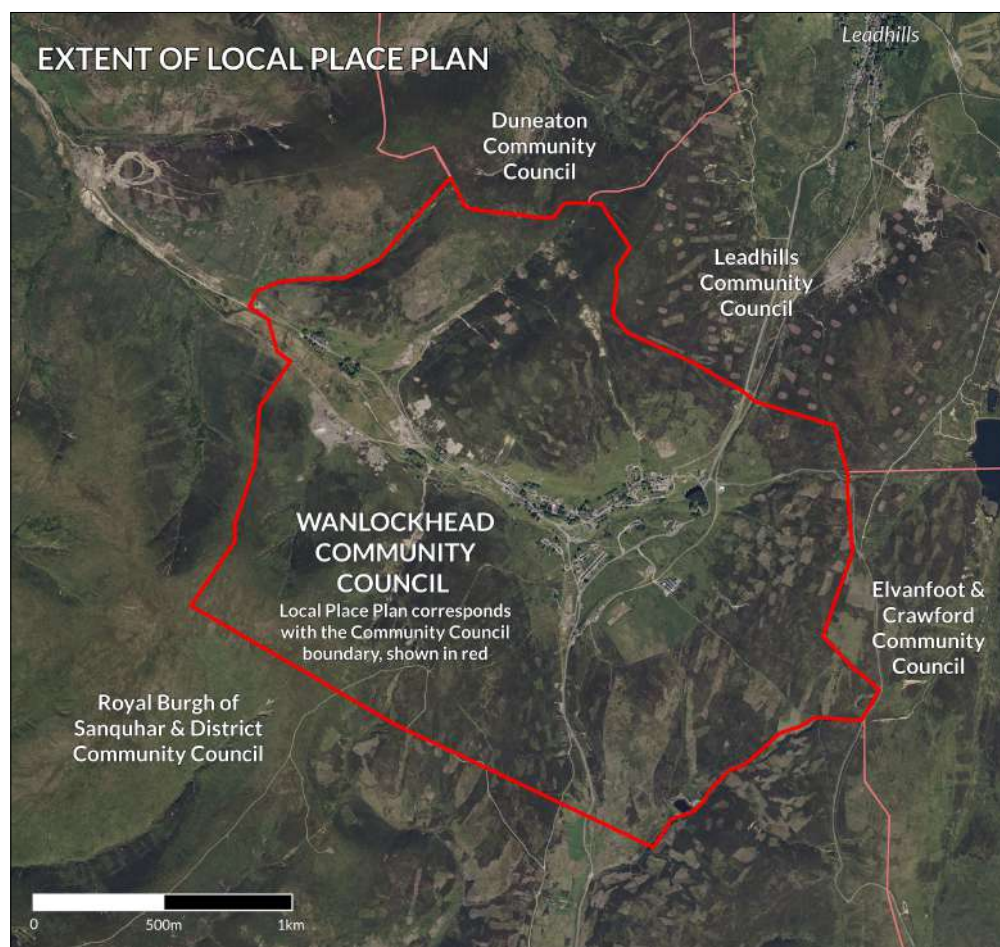 EXTENT OF LOCAL PLACE PLAN
Leadhills
Duneaton
Community
Council
Leadhills
Community
Council
WANLOCKHEAD
COMMUNITY
COUNCIL
Local Place Plan corresponds
with the Community Council
boundary, shown in red
Elvanfoot &
Crawford
Community
Council
Royal Burgh of
Sanquhar & District
Community Council
0
500m
1km